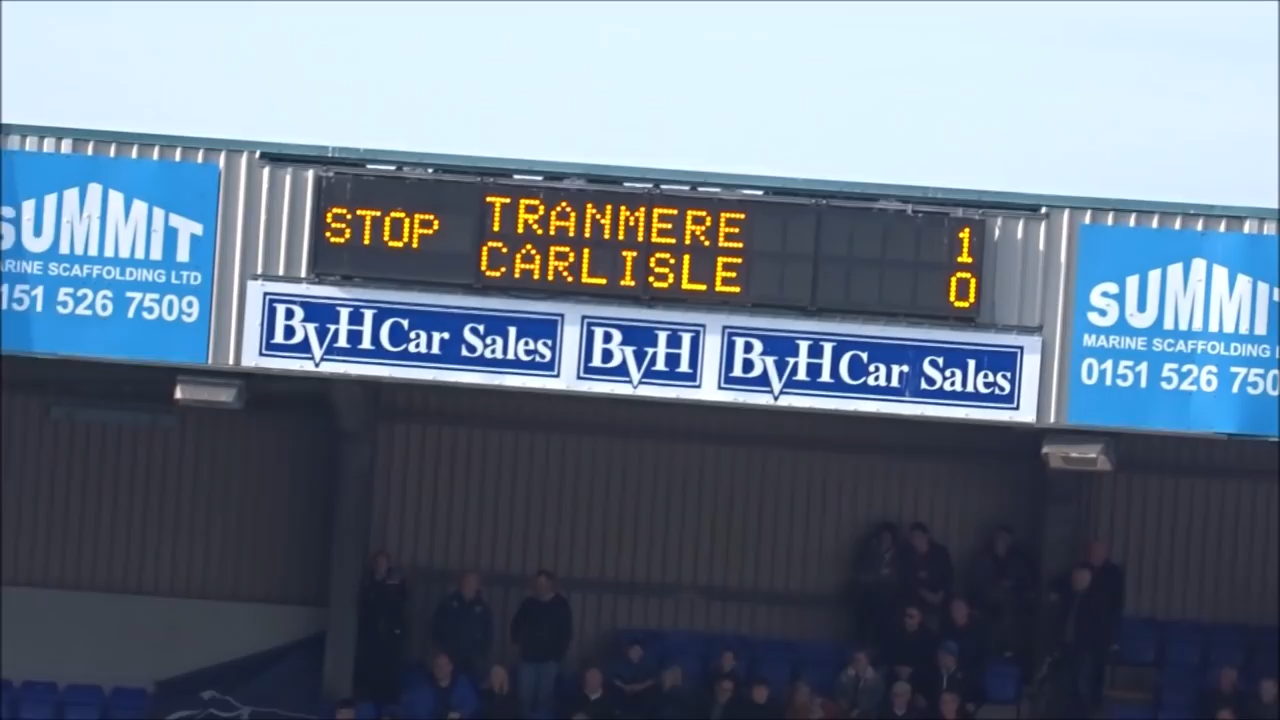 SUMMIT
MARINE SCAFFOLDING LTD
0151 526 7509
STOP
TRANMERE 1
CARLISLE 0
BVH Car Sales
BVH
BVH Car Sales
SUMMI
MARINE SCAFFOLDING
0151 526 750